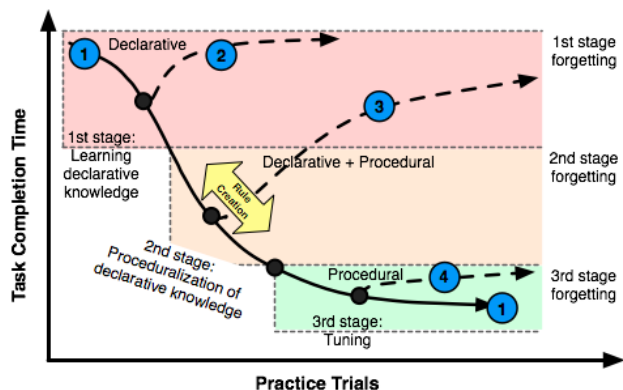 Declarative
1
2
1st stage
forgetting
3
1st stage:
Learning
declarative
knowledge
Declarative + Procedural
2nd stage
forgetting
Rule
Creation
2nd stage:
Proceduralization of
declarative knowledge
Procedural
4
3rd stage
forgetting
1
3rd stage:
Tuning
Task Completion Time
Practice Trials